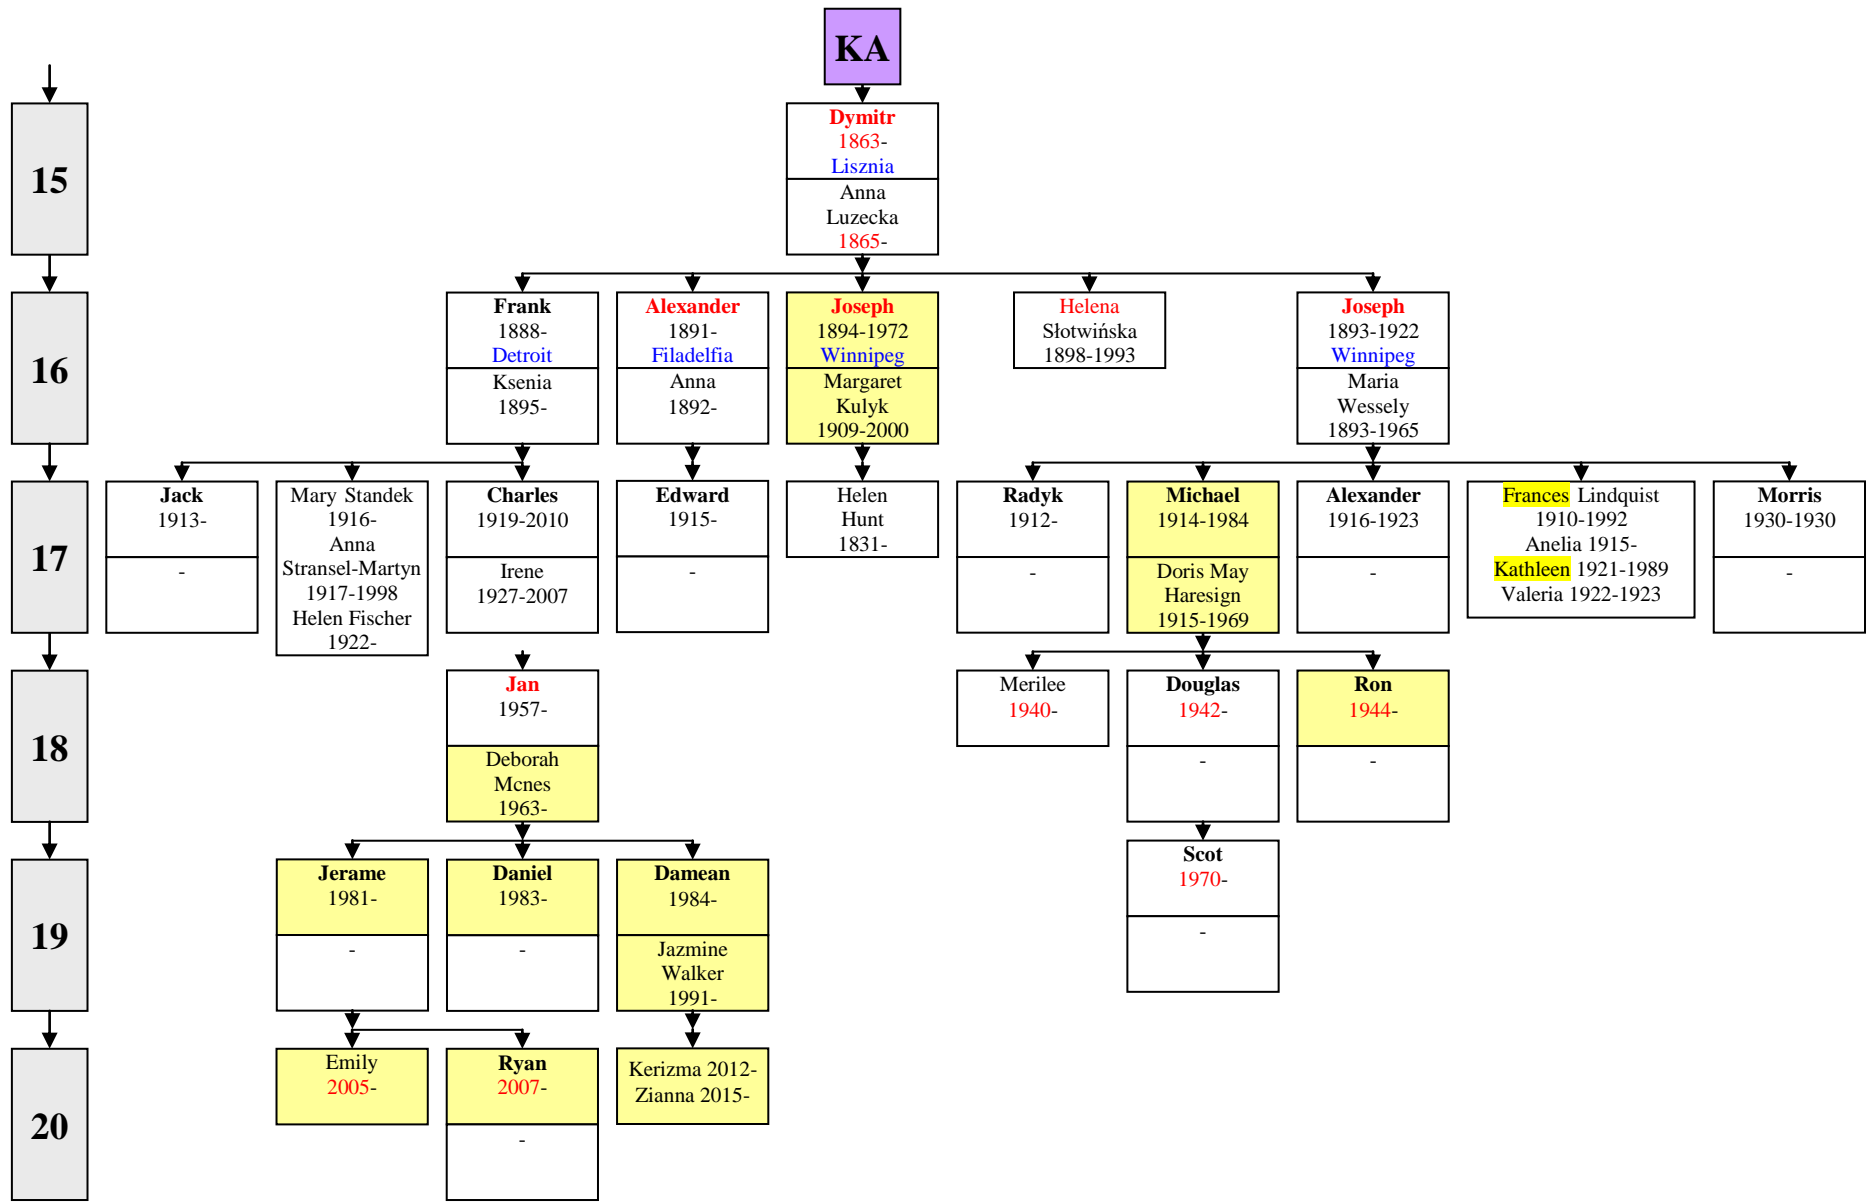 KA
15
Dymitr
1863-
Lisznia
Anna
Luzecka
1865-
16
Frank
1888-
Detroit
Ksenia
1895-
Alexander
1891-
Filadelfia
Anna
1892-
Joseph
1894-1972
Winnipeg
Margaret
Kulyk
1909-2000
Helena
Słotwińska
1898-1993
Joseph
1893-1922
Winnipeg
Maria
Wessely
1893-1965
17
Jack
1913-
-
Mary Standek
1916-
Anna
Stransel-Martyn
1917-1998
Helen Fischer
1922-
Charles
1919-2010
Irene
1927-2007
Edward
1915-
-
Helen
Hunt
1831-
Radyk
1912-
-
Michael
1914-1984
Doris May
Haresign
1915-1969
Alexander
1916-1923
-
Frances Lindquist
1910-1992
Anelia 1915-
Kathleen 1921-1989
Valeria 1922-1923
Morris
1930-1930
-
18
Jan
1957-
Deborah
Mcnes
1963-
Merilee
1940-
Douglas
1942-
-
Ron
1944-
-
19
Jerame
1981-
-
Daniel
1983-
-
Damean
1984-
Jazmine
Walker
1991-
Scot
1970-
-
20
Emily
2005-
Ryan
2007-
-
Kerizma 2012-
Zianna 2015-